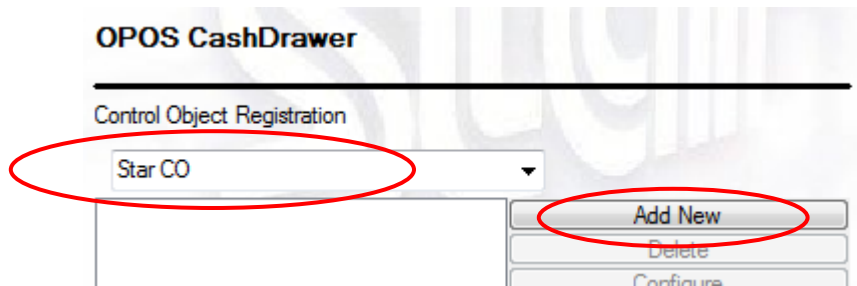 OPOS CashDrawer
Control Object Registration
Star CO
Add New
Delete
Configure